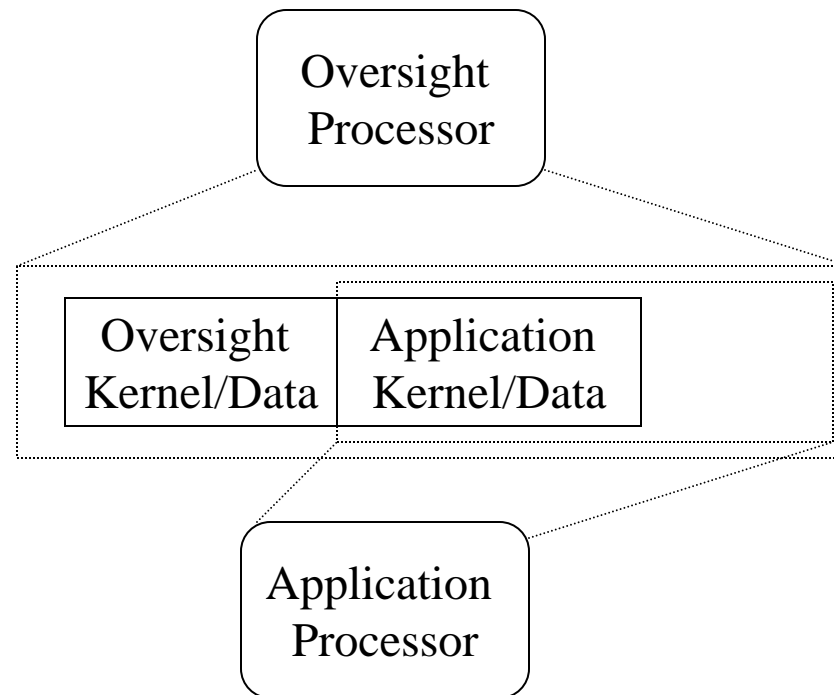 Oversight
Processor
Oversight
Kernel/Data
Application
Kernel/Data
Application
Processor